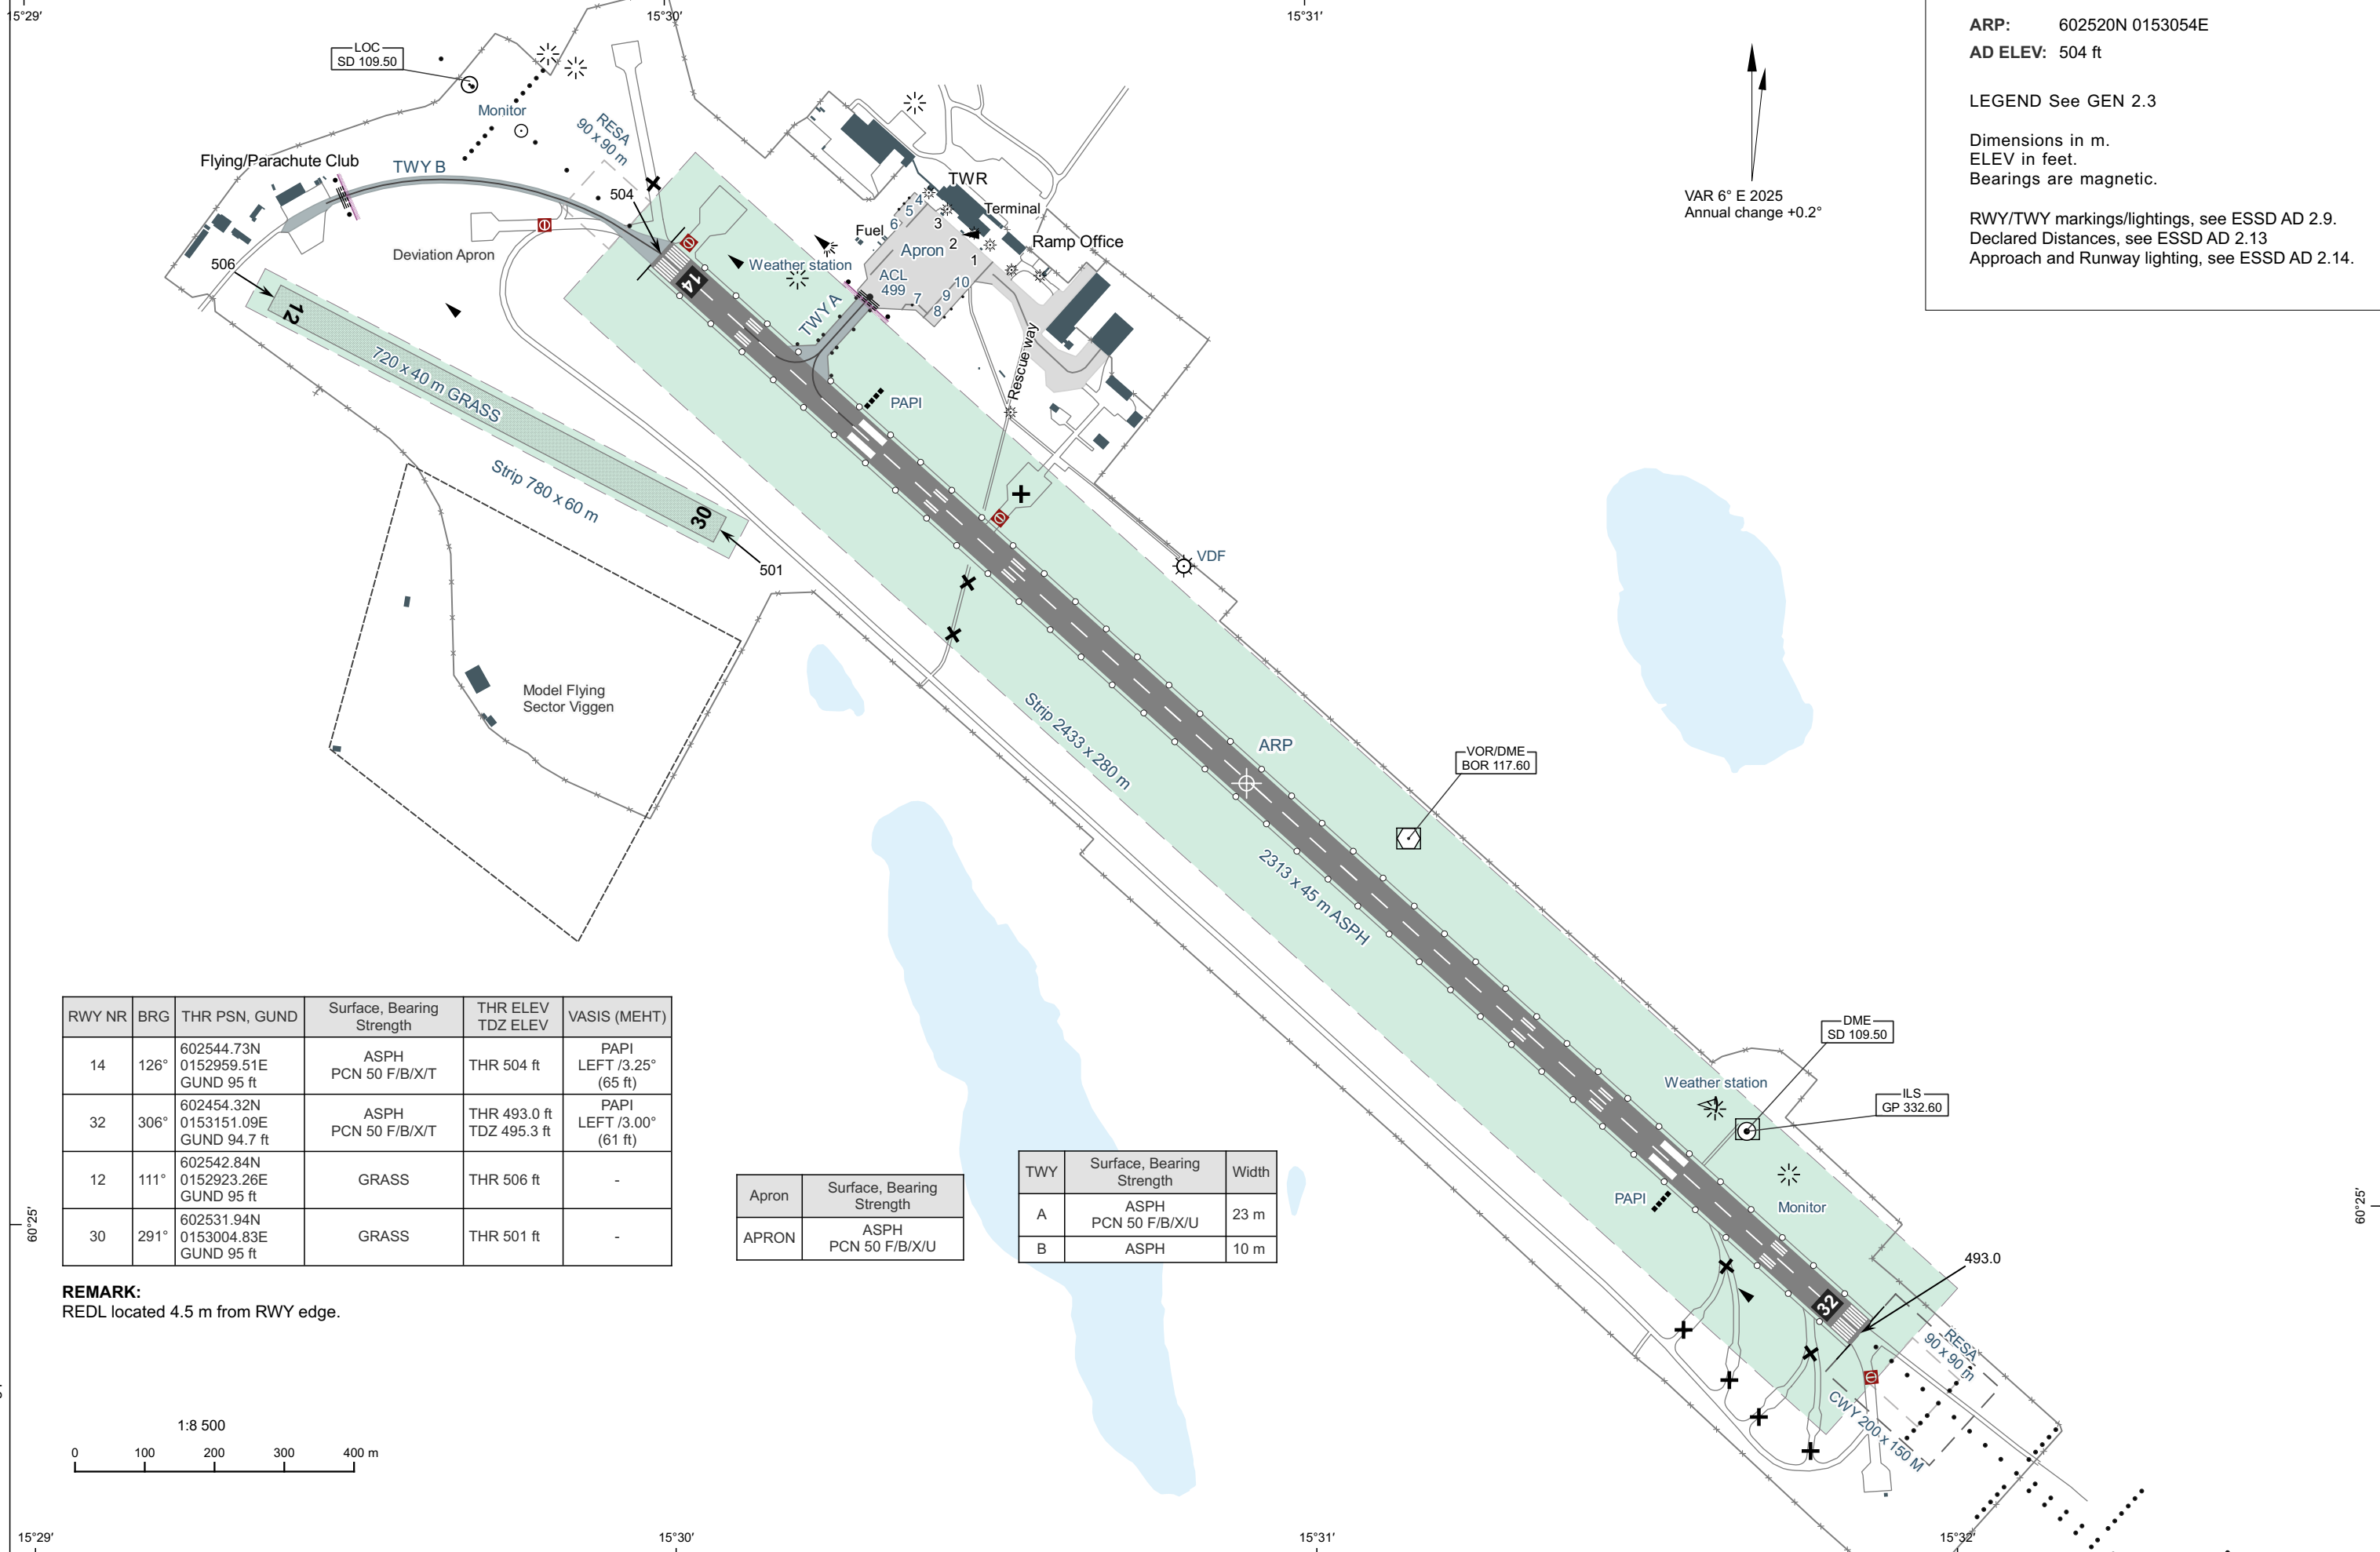 15°29′
15°30′
15°31′
ARP: 602520N 0153054E
AD ELEV: 504 ft
LEGEND See GEN 2.3
Dimensions in m.
ELEV in feet.
Bearings are magnetic.
RWY/TWY markings/lightings, see ESSD AD 2.9.
Declared Distances, see ESSD AD 2.13
Approach and Runway lighting, see ESSD AD 2.14.
VAR 6° E 2025
Annual change +0.2°
LOC
SD 109.50
Monitor
RESA
90 x 90 m
Flying/Parachute Club
TWY B
504
TWR
Terminal
Ramp Office
Fuel
Apron
4
5
6
3
2
1
10
9
8
7
ACL
499
Weather station
TWY A
Rescue way
Deviation Apron
506
14
12
720 x 40 m GRASS
PAPI
Strip 780 x 60 m
30
501
VDF
Model Flying
Sector Viggen
Strip 2433 x 280 m
ARP
VOR/DME
BOR 117.60
2313 x 45 m ASPH
DME
SD 109.50
Weather station
ILS
GP 332.60
PAPI
Monitor
493.0
32
RESA
90 x 90 m
CWY 200 x 150 M
60°25′
60°25′
RWY NR BRG THR PSN, GUND Surface, Bearing Strength THR ELEV TDZ ELEV VASIS (MEHT)
14 126° 602544.73N 0152959.51E GUND 95 ft ASPH PCN 50 F/B/X/T THR 504 ft PAPI LEFT /3.25° (65 ft)
32 306° 602454.32N 0153151.09E GUND 94.7 ft ASPH PCN 50 F/B/X/T THR 493.0 ft TDZ 495.3 ft PAPI LEFT /3.00° (61 ft)
12 111° 602542.84N 0152923.26E GUND 95 ft GRASS THR 506 ft -
30 291° 602531.94N 0153004.83E GUND 95 ft GRASS THR 501 ft -
Apron Surface, Bearing Strength
APRON ASPH PCN 50 F/B/X/U
TWY Surface, Bearing Strength Width
A ASPH PCN 50 F/B/X/U 23 m
B ASPH 10 m
REMARK:
REDL located 4.5 m from RWY edge.
1:8 500
0 100 200 300 400 m
15°29′
15°30′
15°31′
15°32′